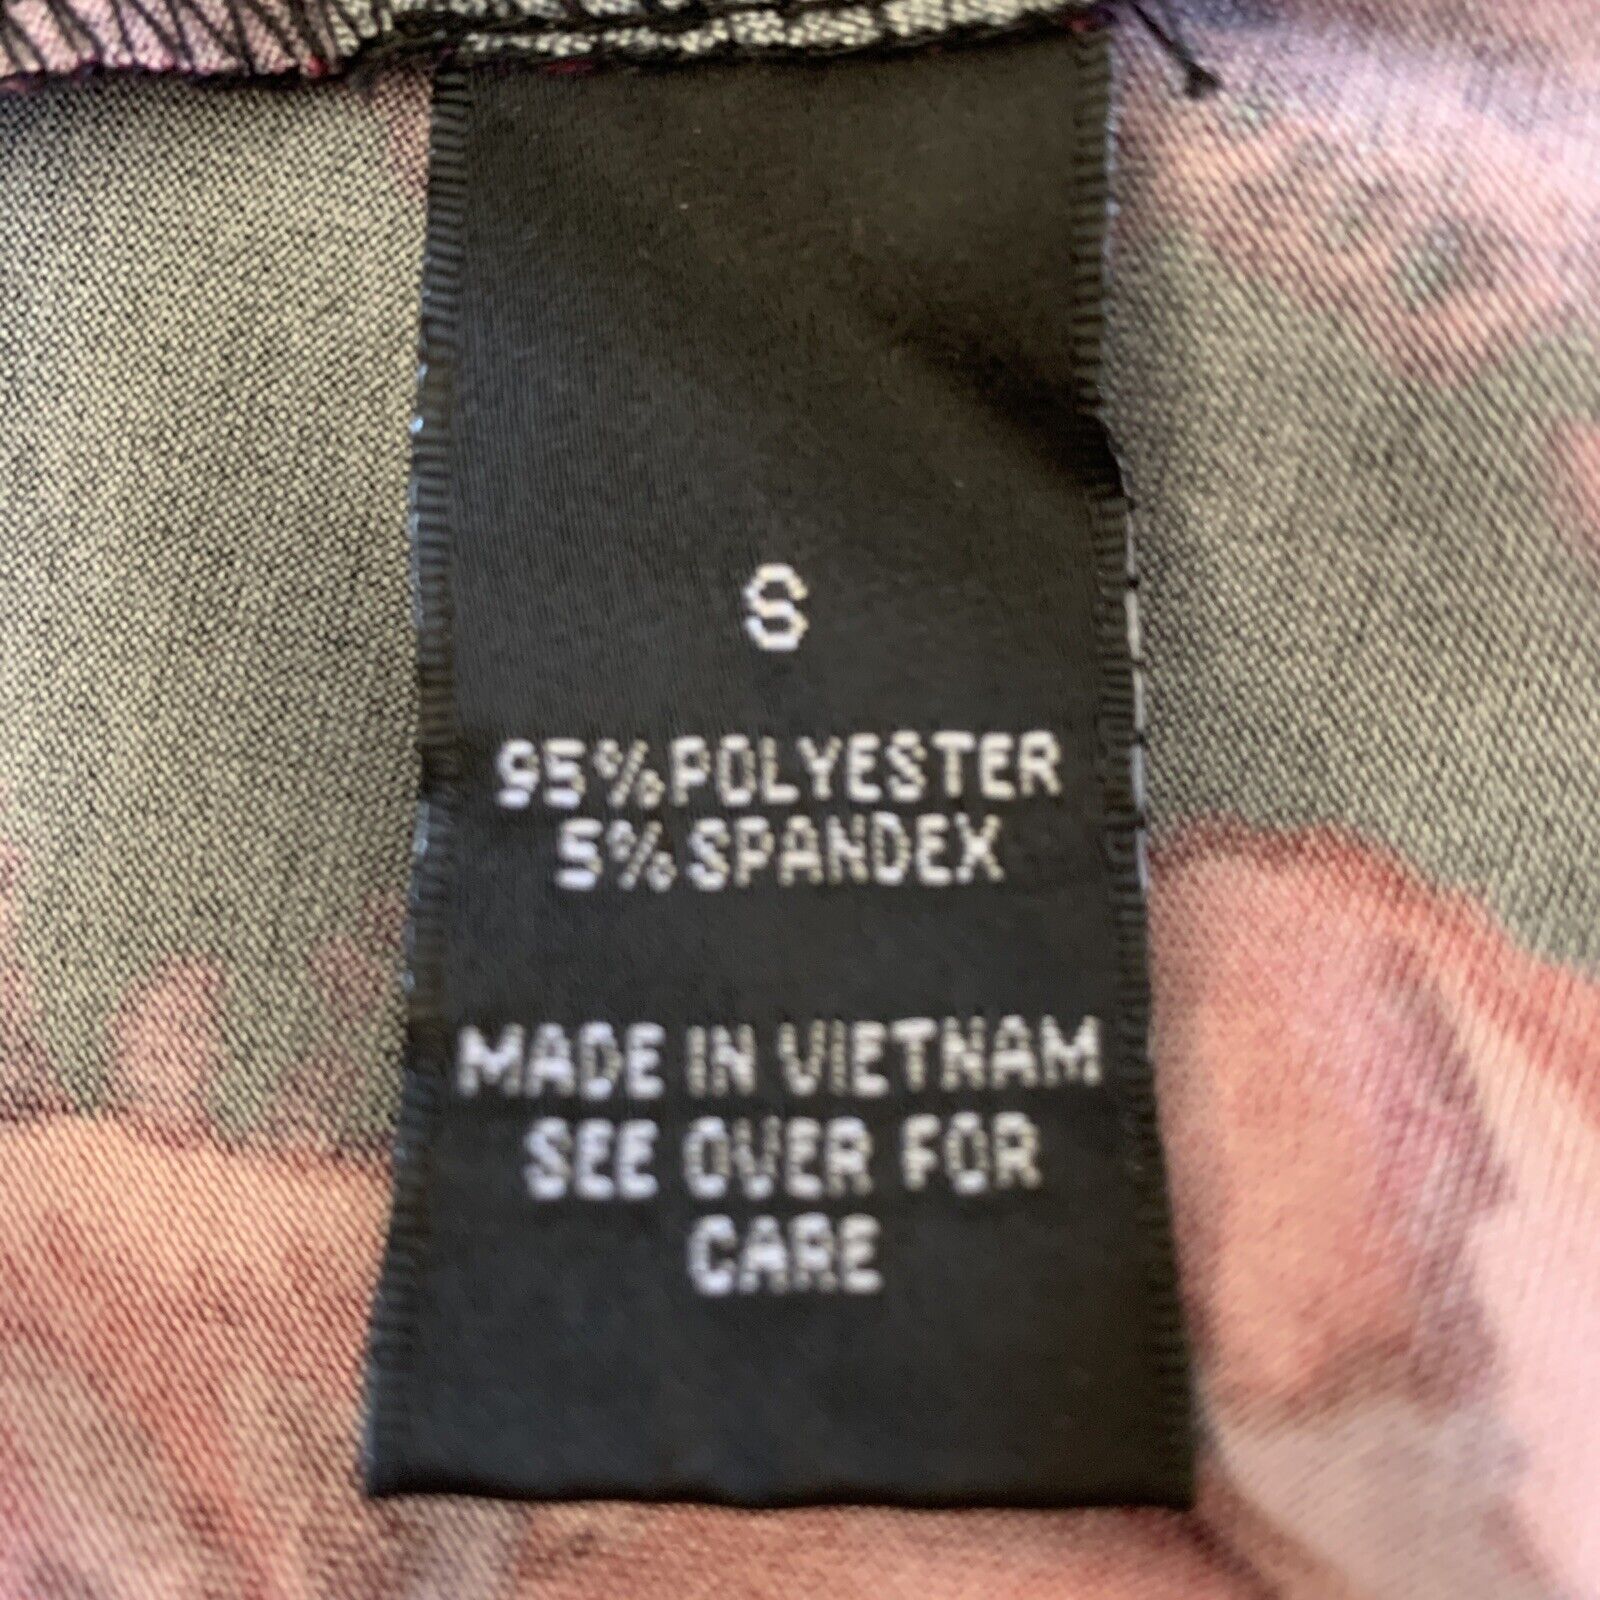 S
95% POLYESTER
5% SPANDEX
MADE IN VIETNAM
SEE OVER FOR
CARE